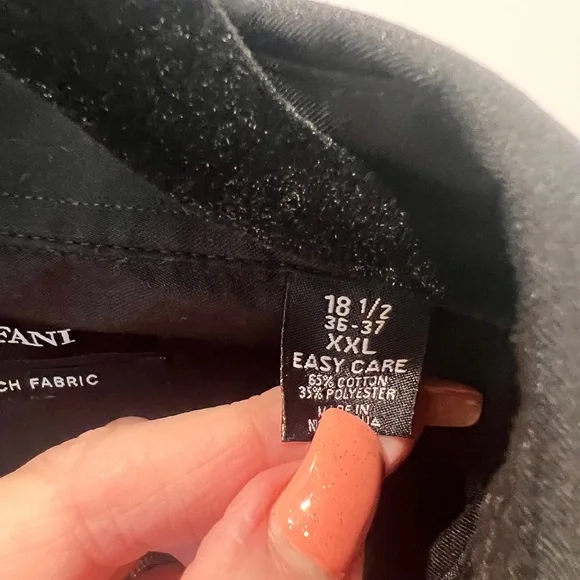 18 1/2
36-37
XXL
EASY CARE
65% COTTON
35% POLYESTER
MADE IN
FANI
CH FABRIC